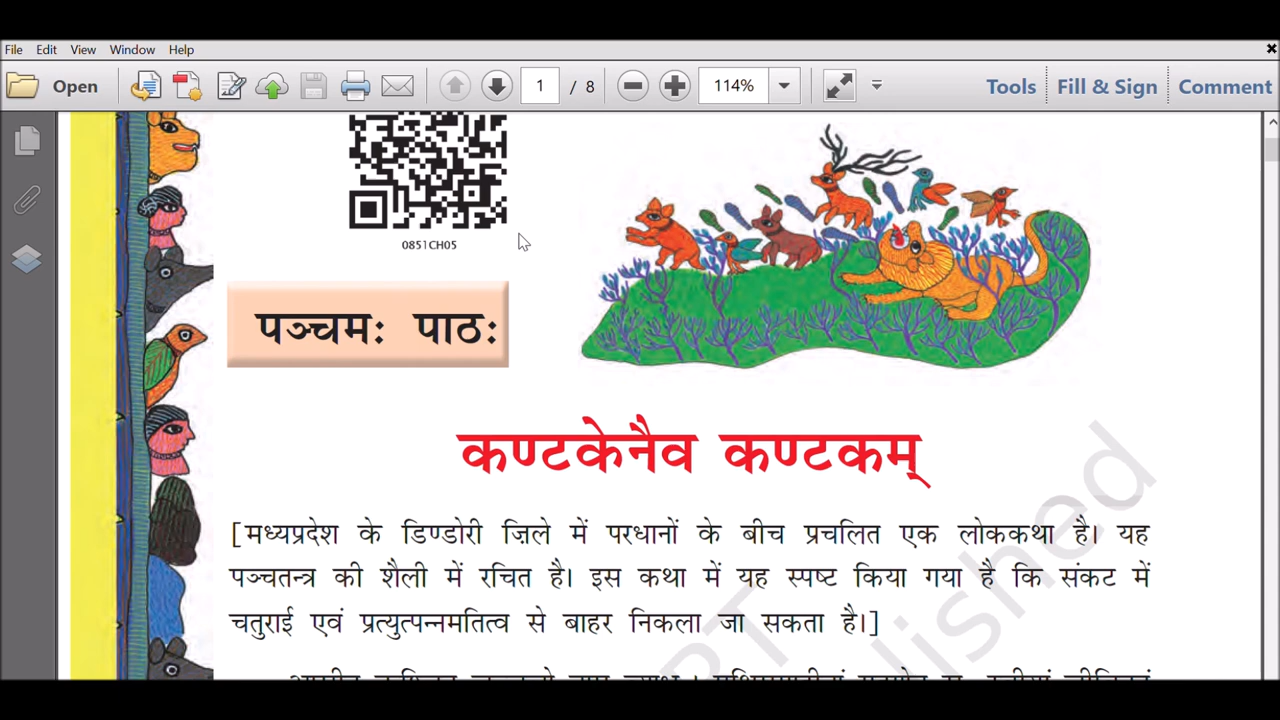 File Edit View Window Help
Open 1 / 8 114% Tools Fill & Sign Comment
0851CH05
पञ्चमः पाठः
कण्टकेनैव कण्टकम्
[मध्यप्रदेश के डिण्डोरी ज़िले में परधानों के बीच प्रचलित एक लोककथा है। यह
पञ्चतन्त्र की शैली में रचित है। इस कथा में यह स्पष्ट किया गया है कि संकट में
चतुराई एवं प्रत्युत्पन्नमतित्व से बाहर निकला जा सकता है।]